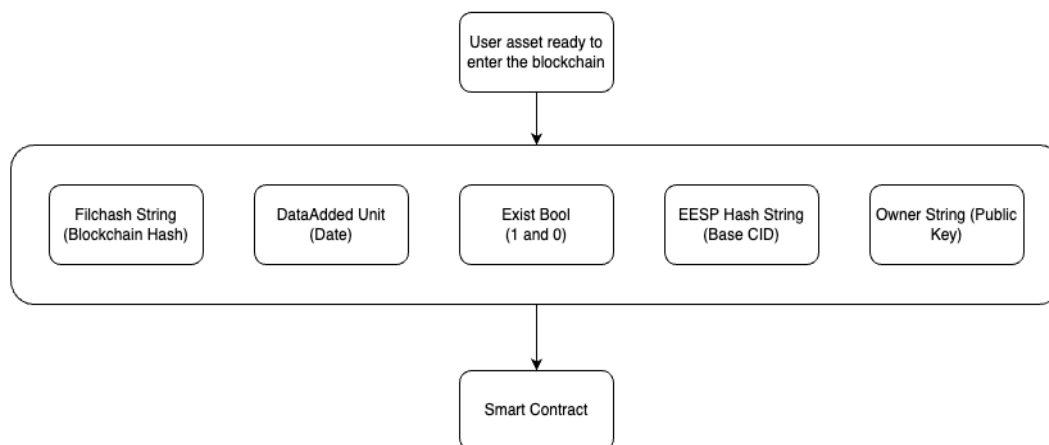 User asset ready to
enter the blockchain
Filchash String
(Blockchain Hash)
DataAdded Unit
(Date)
Exist Bool
(1 and 0)
EESP Hash String
(Base CID)
Owner String (Public
Key)
Smart Contract